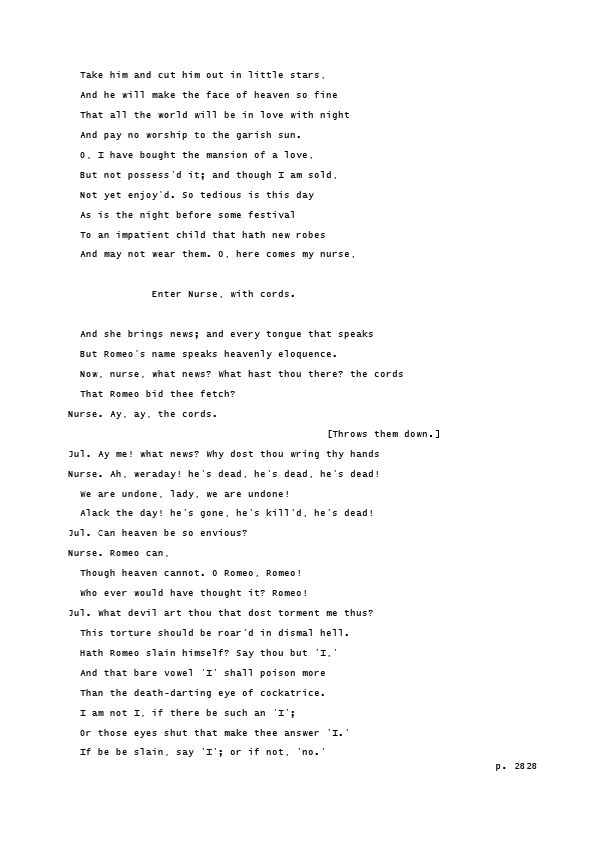 Take him and cut him out in little stars,
And he will make the face of heaven so fine
That all the world will be in love with night
And pay no worship to the garish sun.
O, I have bought the mansion of a love,
But not possess'd it; and though I am sold,
Not yet enjoy'd. So tedious is this day
As is the night before some festival
To an impatient child that hath new robes
And may not wear them. O, here comes my nurse,
Enter Nurse, with cords.
And she brings news; and every tongue that speaks
But Romeo's name speaks heavenly eloquence.
Now, nurse, what news? What hast thou there? the cords
That Romeo bid thee fetch?
Nurse. Ay, ay, the cords.
[Throws them down.]
Jul. Ay me! what news? Why dost thou wring thy hands
Nurse. Ah, weraday! he's dead, he's dead, he's dead!
We are undone, lady, we are undone!
Alack the day! he's gone, he's kill'd, he's dead!
Jul. Can heaven be so envious?
Nurse. Romeo can,
Though heaven cannot. O Romeo, Romeo!
Who ever would have thought it? Romeo!
Jul. What devil art thou that dost torment me thus?
This torture should be roar'd in dismal hell.
Hath Romeo slain himself? Say thou but 'I,'
And that bare vowel 'I' shall poison more
Than the death-darting eye of cockatrice.
I am not I, if there be such an 'I';
Or those eyes shut that make thee answer 'I.'
If be be slain, say 'I'; or if not, 'no.'
p. 2828